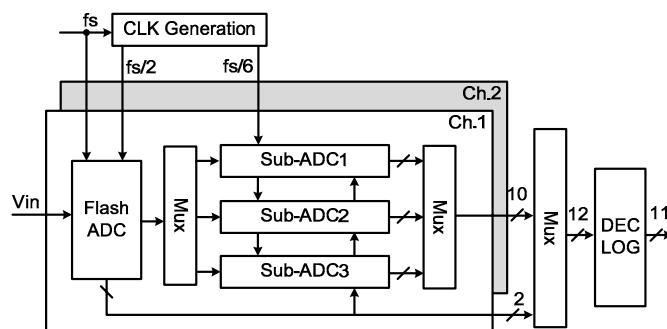 fs
CLK Generation
fs/2
fs/6
Ch.2
Ch.1
Vin
Flash
ADC
Mux
Sub-ADC1
Sub-ADC2
Sub-ADC3
Mux
10
2
Mux
12
DEC
LOG
11